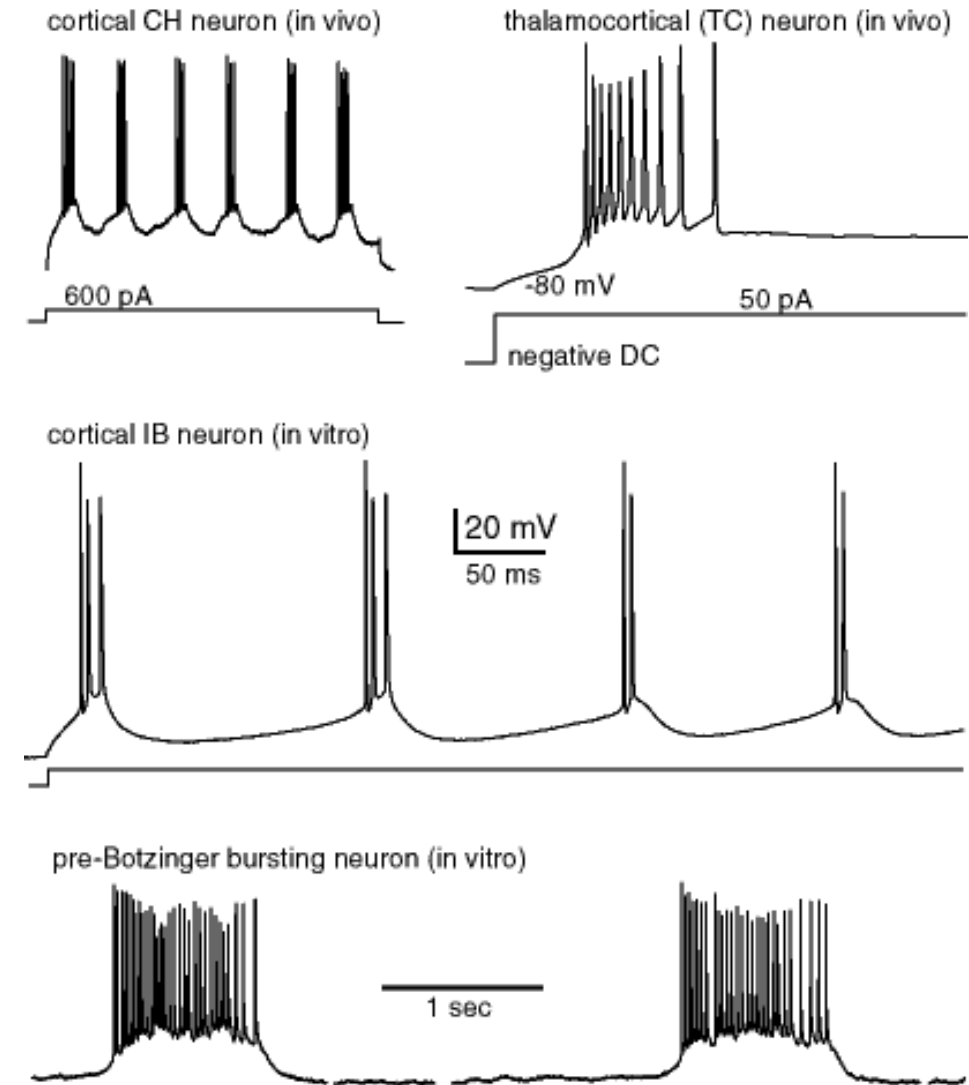 cortical CH neuron (in vivo)
thalamocortical (TC) neuron (in vivo)
600 pA
-80 mV
50 pA
negative DC
cortical IB neuron (in vitro)
20 mV
50 ms
pre-Botzinger bursting neuron (in vitro)
1 sec